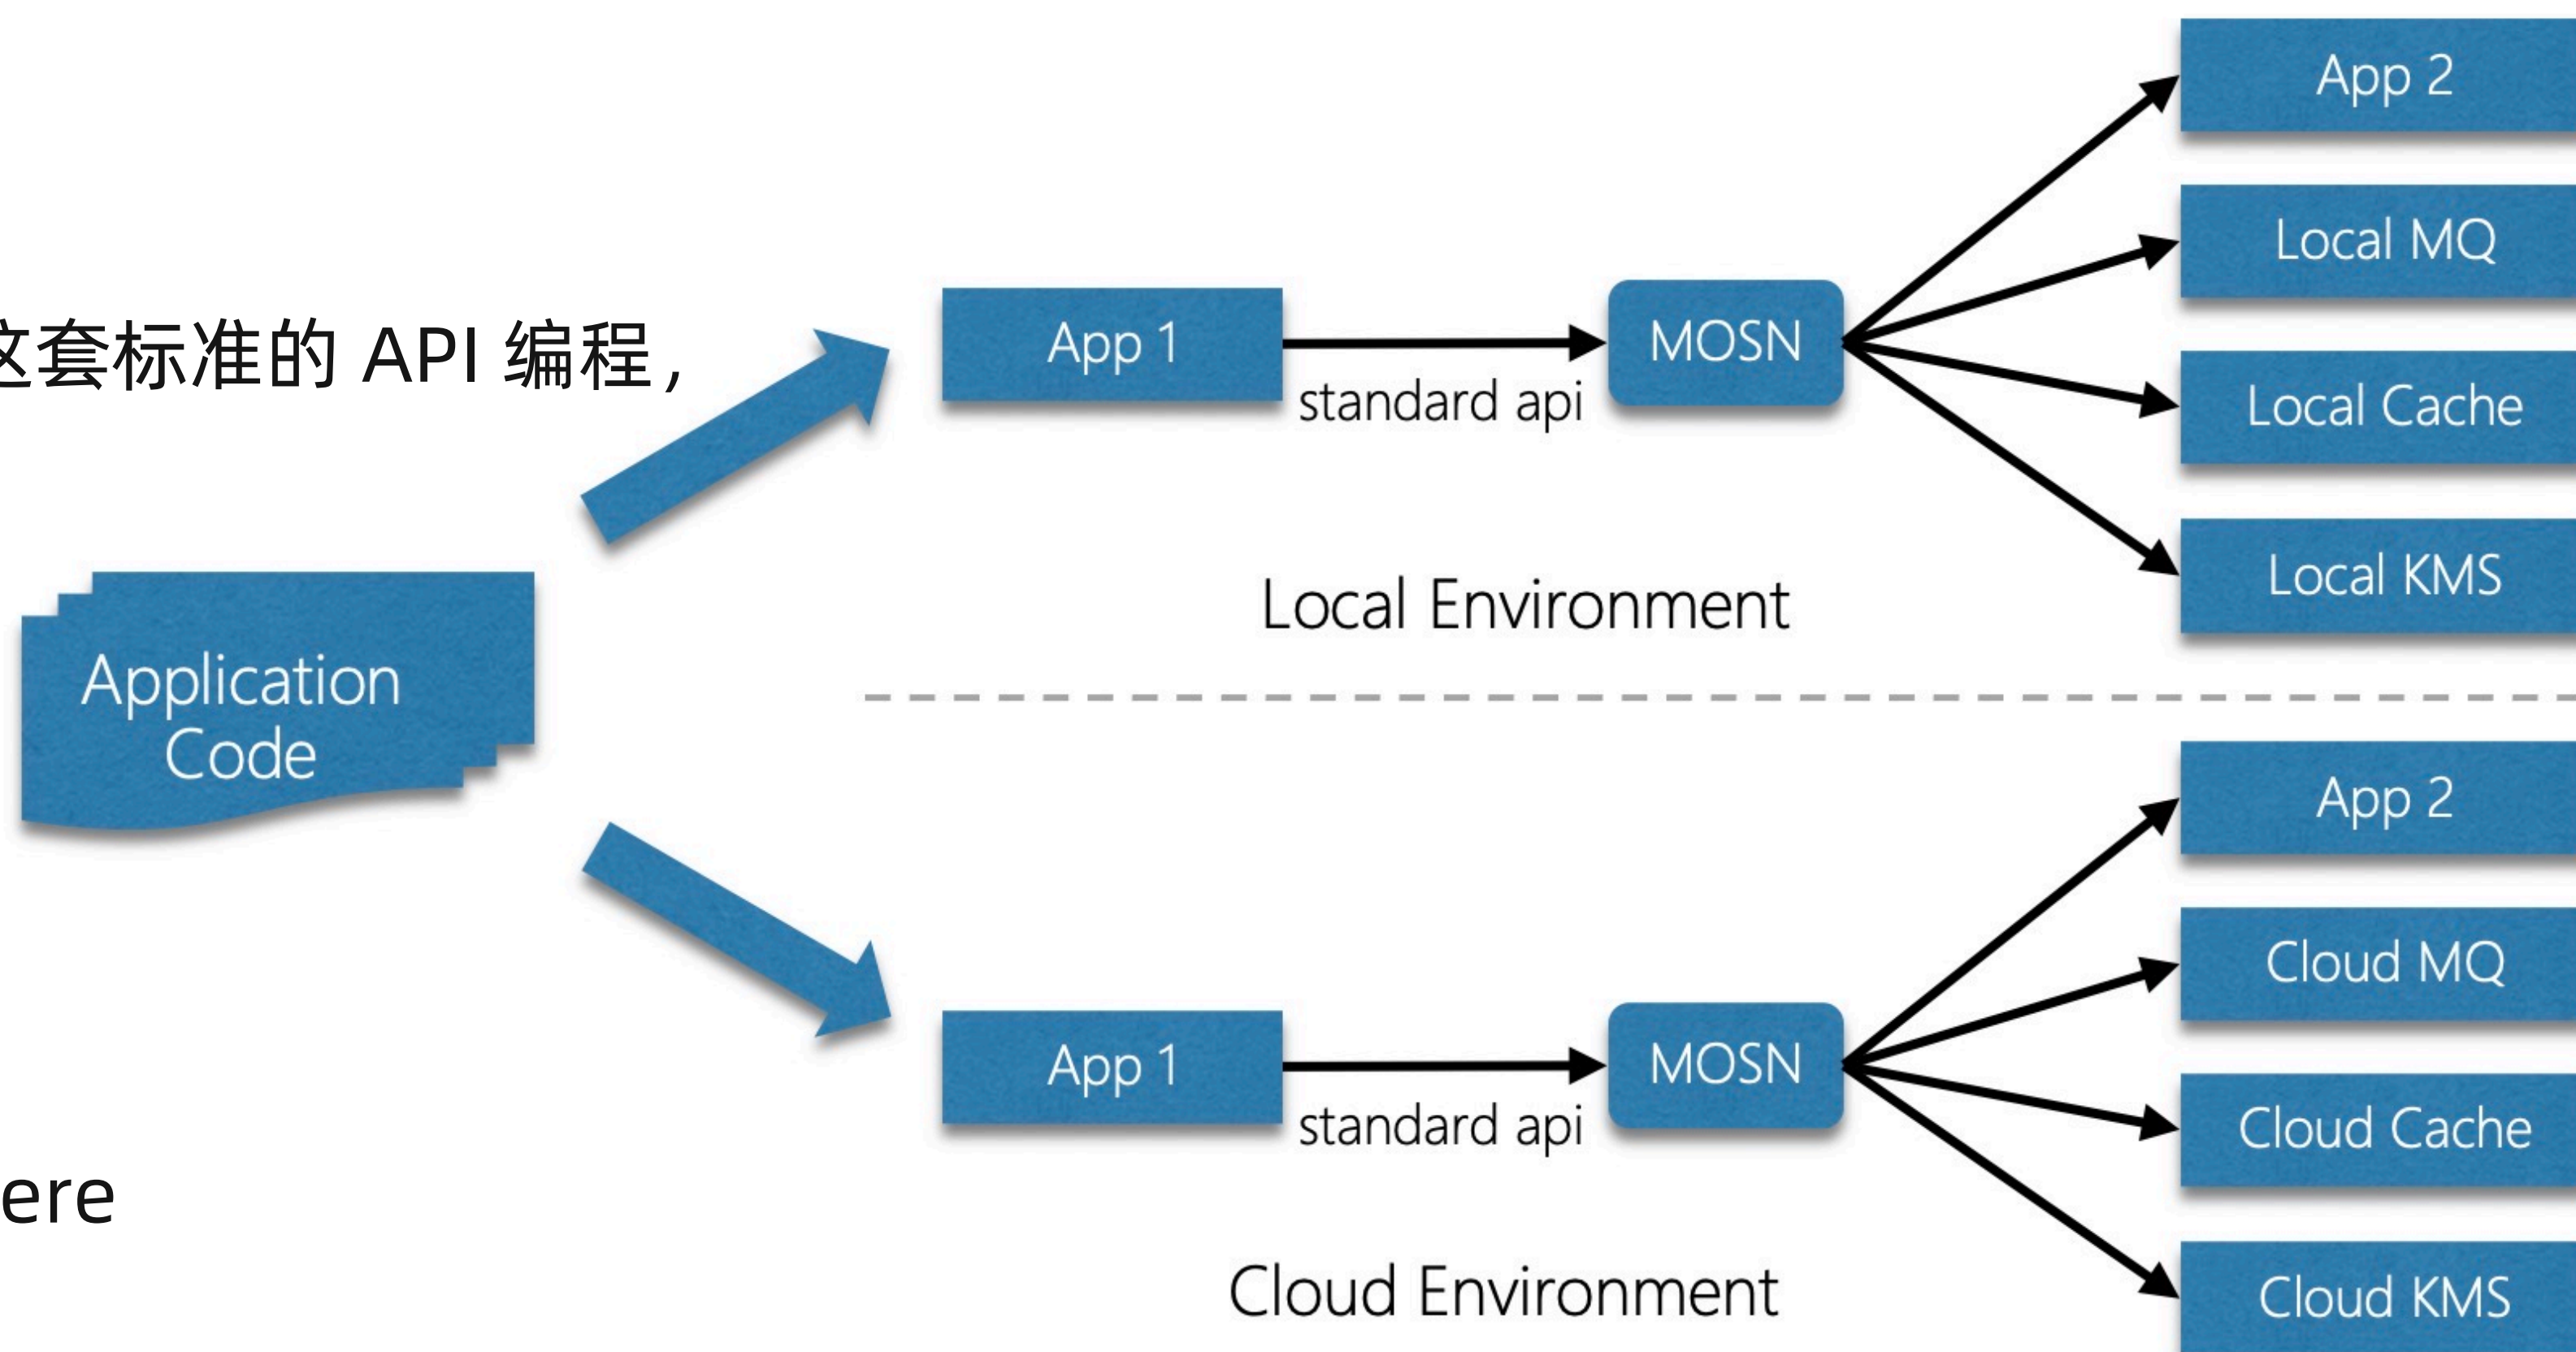 App 2
Local MQ
这套标准的 API 编程，
App 1
MOSN
standard api
Local Cache
Local KMS
Local Environment
Application
Code
App 2
Cloud MQ
App 1
MOSN
standard api
Cloud Cache
ere
Cloud Environment
Cloud KMS